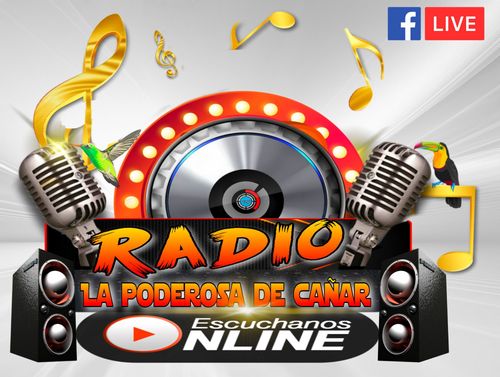 f LIVE
RADIO
LA PODEROSA DE CAÑAR
Escuchanos
NLINE